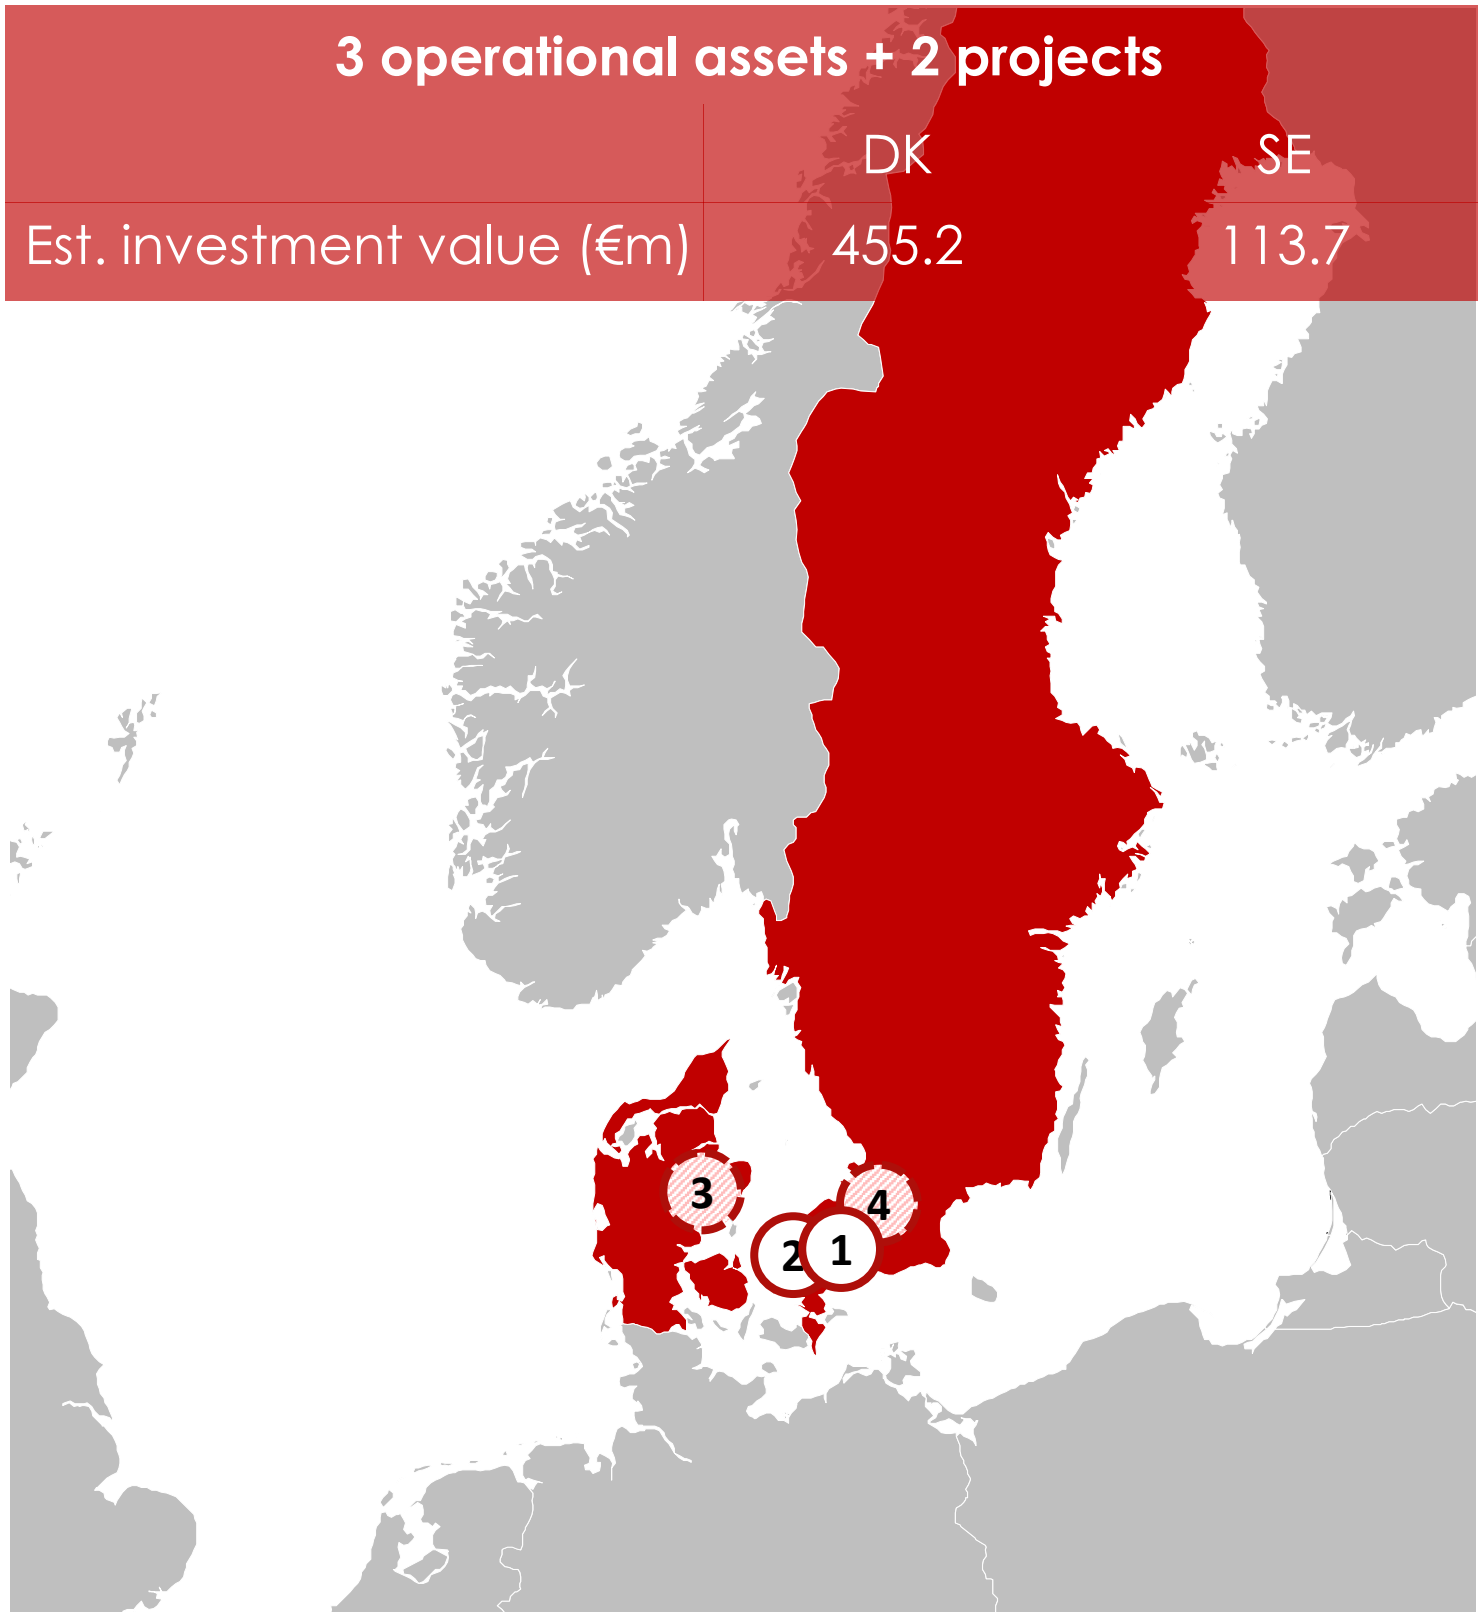 3 operational assets + 2 projects
DK SE
Est. investment value (€m) 455.2 113.7
3
4
2 1